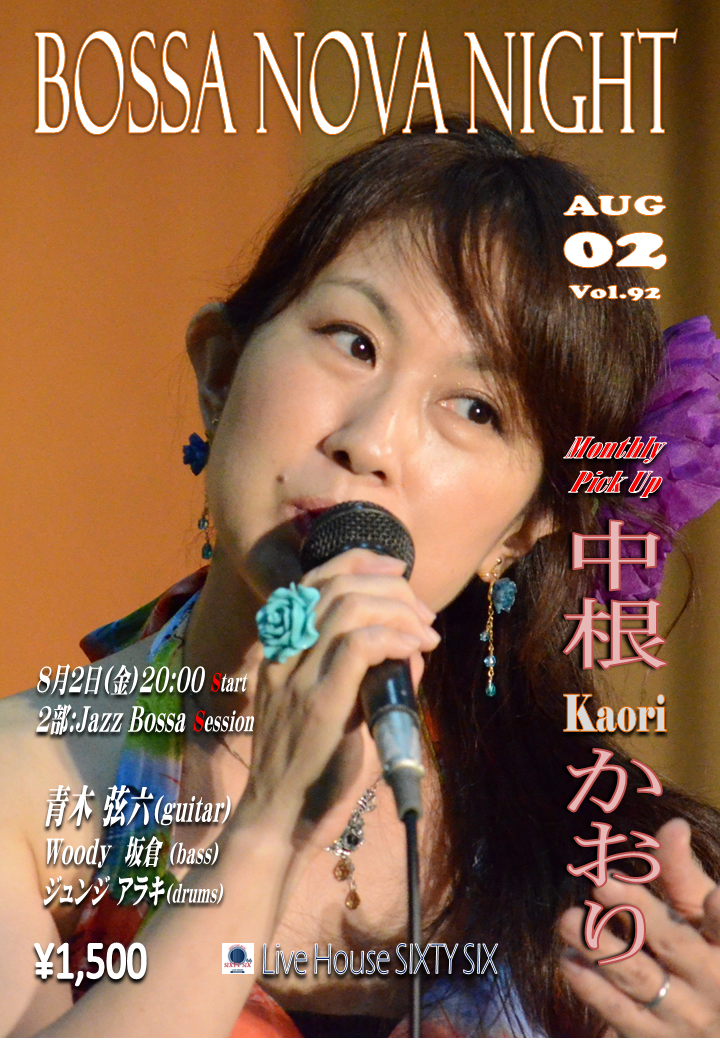 BOSSA NOVA NIGHT
AUG
02
Vol.92
Monthly
Pick Up
中根
Kaori
かおり
8月2日(金)20:00 Start
2部:Jazz Bossa Session
青木 弦六(guitar)
Woody 坂倉 (bass)
ジュンジ アラキ(drums)
¥1,500
SIXTY SIX
Live House SIXTY SIX